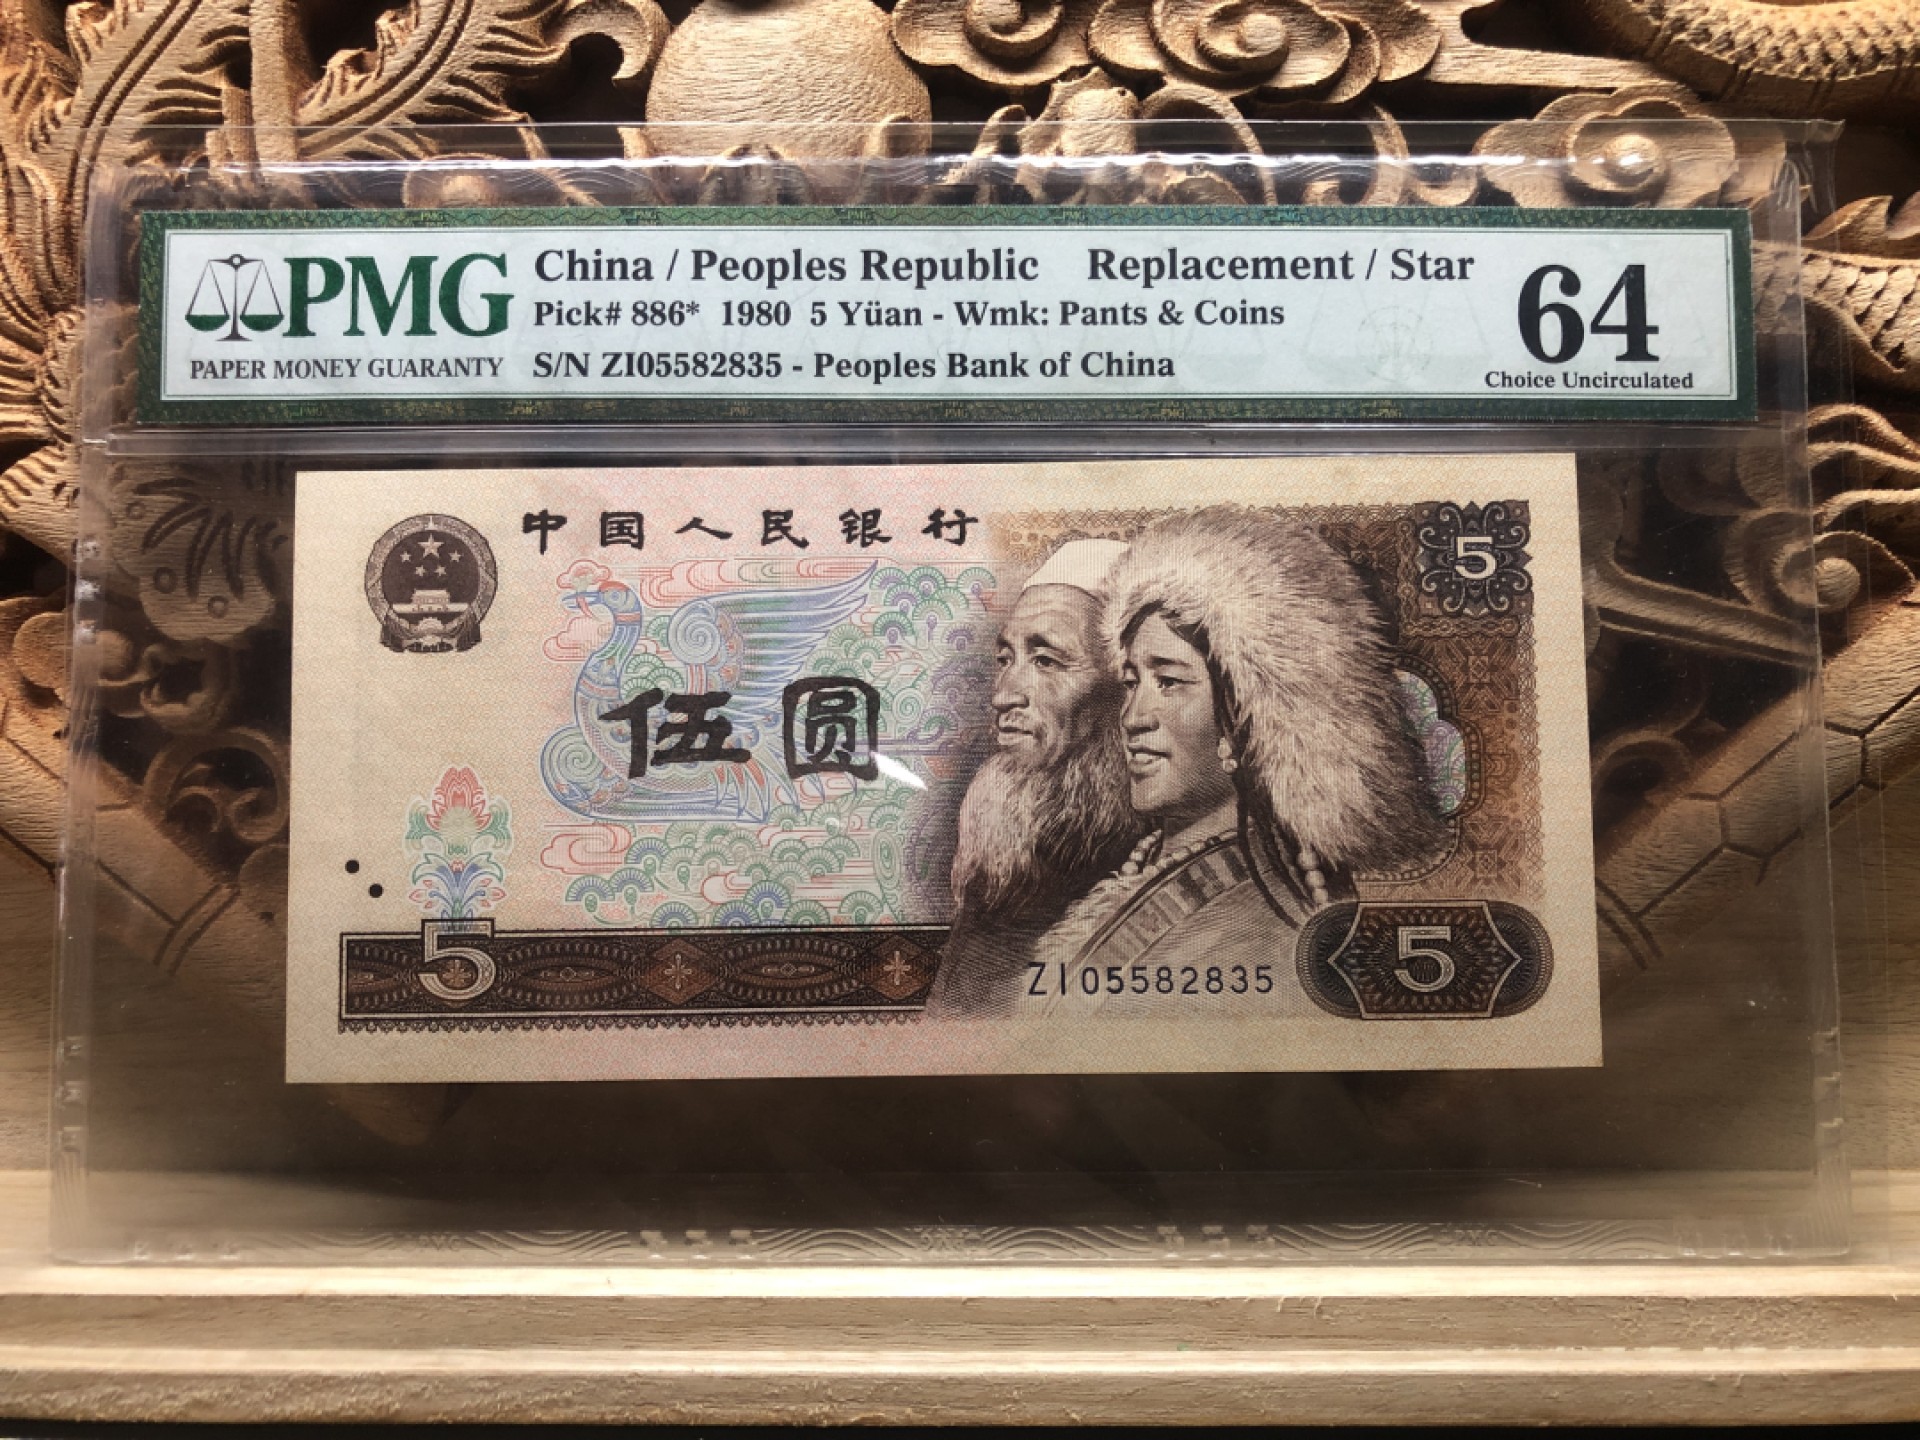 PMG
PAPER MONEY GUARANTY
China / Peoples Republic Replacement / Star
Pick# 886* 1980 5 Yüan - Wmk: Pants & Coins
S/N ZI05582835 - Peoples Bank of China
64
Choice Uncirculated
中国人民银行
5
伍圆
5
ZI05582835
5